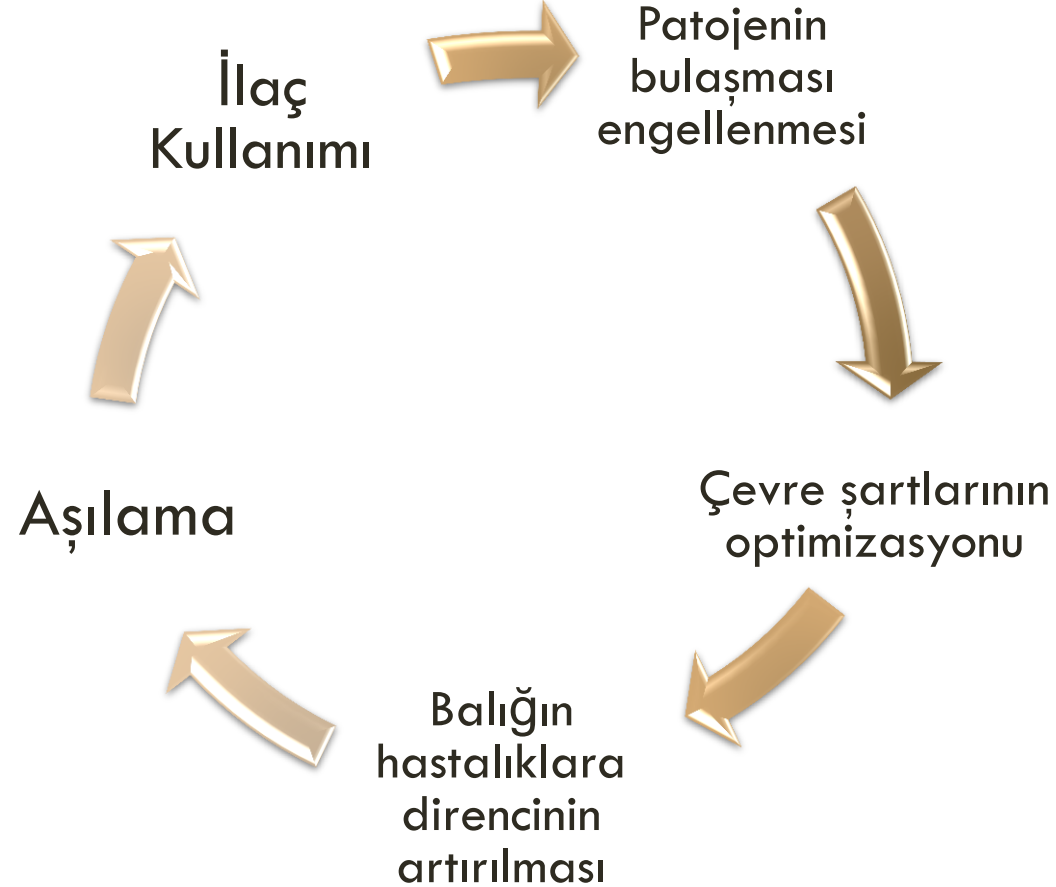 Patojenin
bulaşması
engellenmesi
Çevre şartlarının
optimizasyonu
Balığın
hastalıklara
direncinin
artırılması
Aşılama
İlaç
Kullanımı